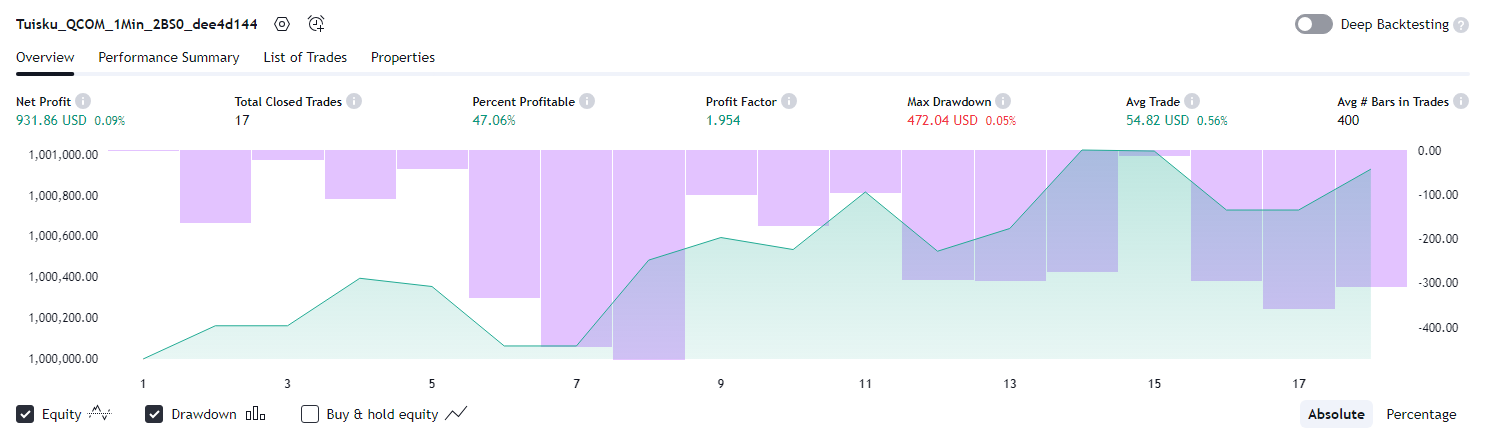 Tuisku_QCOM_1Min_2BS0_dee4d144
Deep Backtesting ?
Overview Performance Summary List of Trades Properties
Net Profit i Total Closed Trades i Percent Profitable i Profit Factor i Max Drawdown i Avg Trade i Avg # Bars in Trades i
931.86 USD 0.09% 17 47.06% 1.954 472.04 USD 0.05% 54.82 USD 0.56% 400
1,001,000.00 0.00
1,000,800.00 -100.00
1,000,600.00 -200.00
1,000,400.00 -300.00
1,000,200.00 -400.00
1,000,000.00
1 3 5 7 9 11 13 15 17
Equity Drawdown Buy & hold equity Absolute Percentage